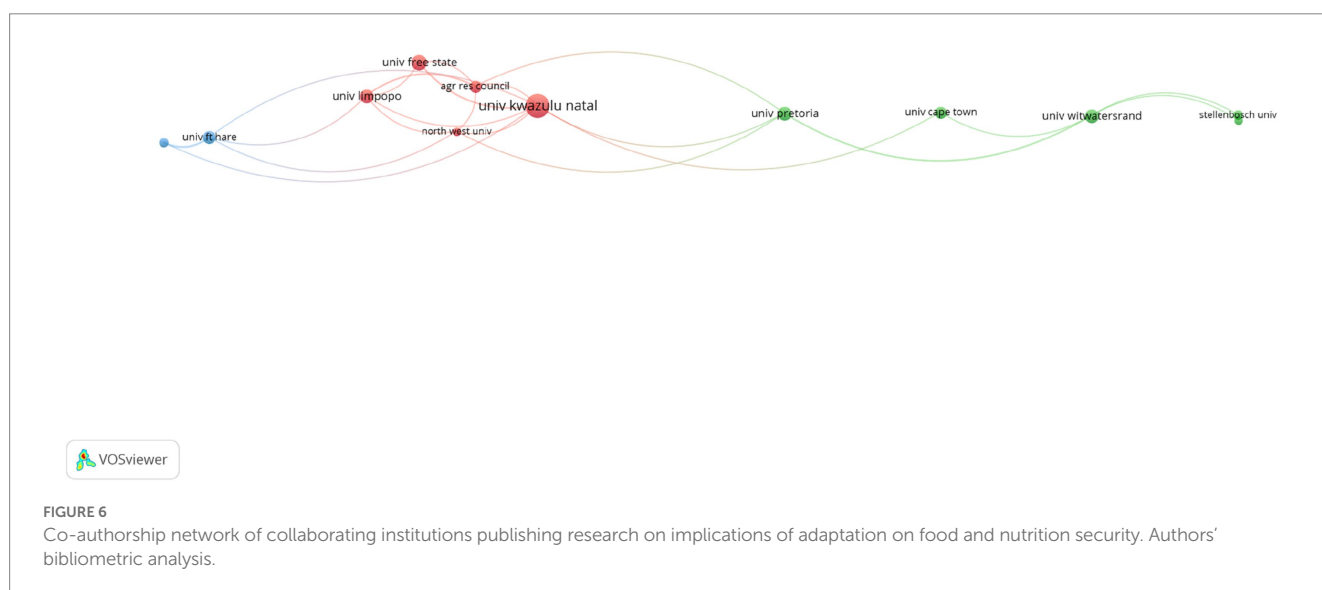 univ free state
agr res council
univ limpopo
univ kwazulu natal
univ pretoria
univ cape town
univ witwatersrand
stellenbosch univ
north west univ
univ ft hare
VOSviewer
FIGURE 6
Co-authorship network of collaborating institutions publishing research on implications of adaptation on food and nutrition security. Authors’
bibliometric analysis.